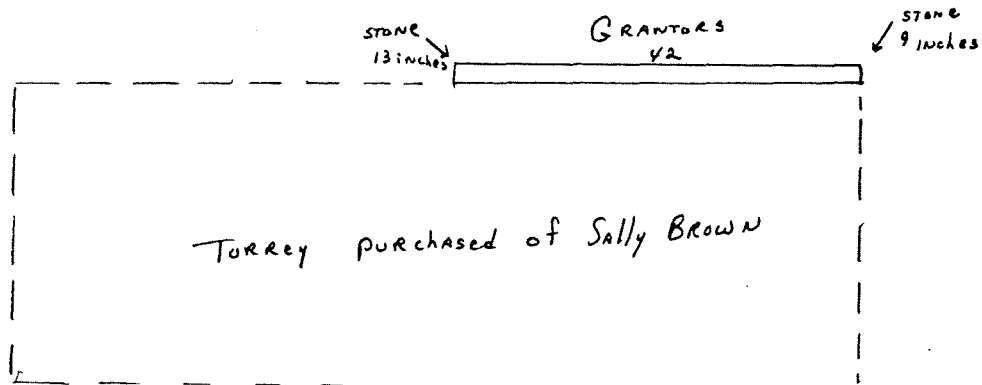 STONE
13 inches
GRANTORS
42
STONE
9 inches
Torrey purchased of Sally Brown